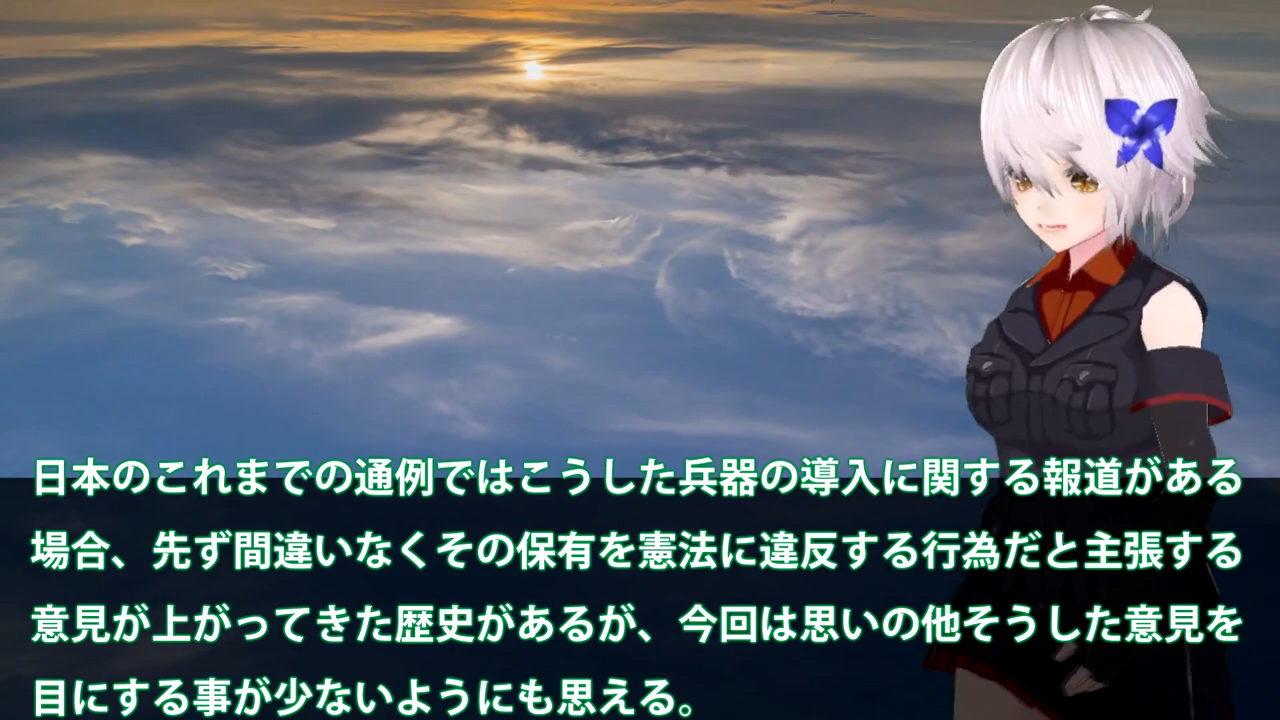 日本のこれまでの通例ではこうした兵器の導入に関する報道がある
場合、先ず間違いなくその保有を憲法に違反する行為だと主張する
意見が上がってきた歴史があるが、今回は思いの他そうした意見を
目にする事が少ないようにも思える。